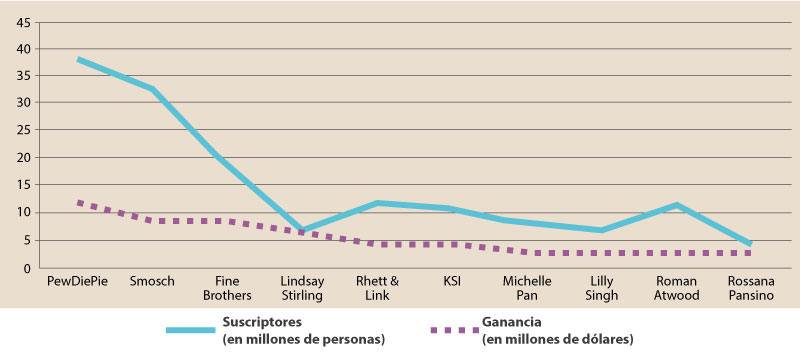 45
40
35
30
25
20
15
10
5
0
PewDiePie Smosch Fine Brothers Lindsay Stirling Rhett & Link KSI Michelle Pan Lilly Singh Roman Atwood Rossana Pansino
Suscriptores
(en millones de personas)
Ganancia
(en millones de dólares)